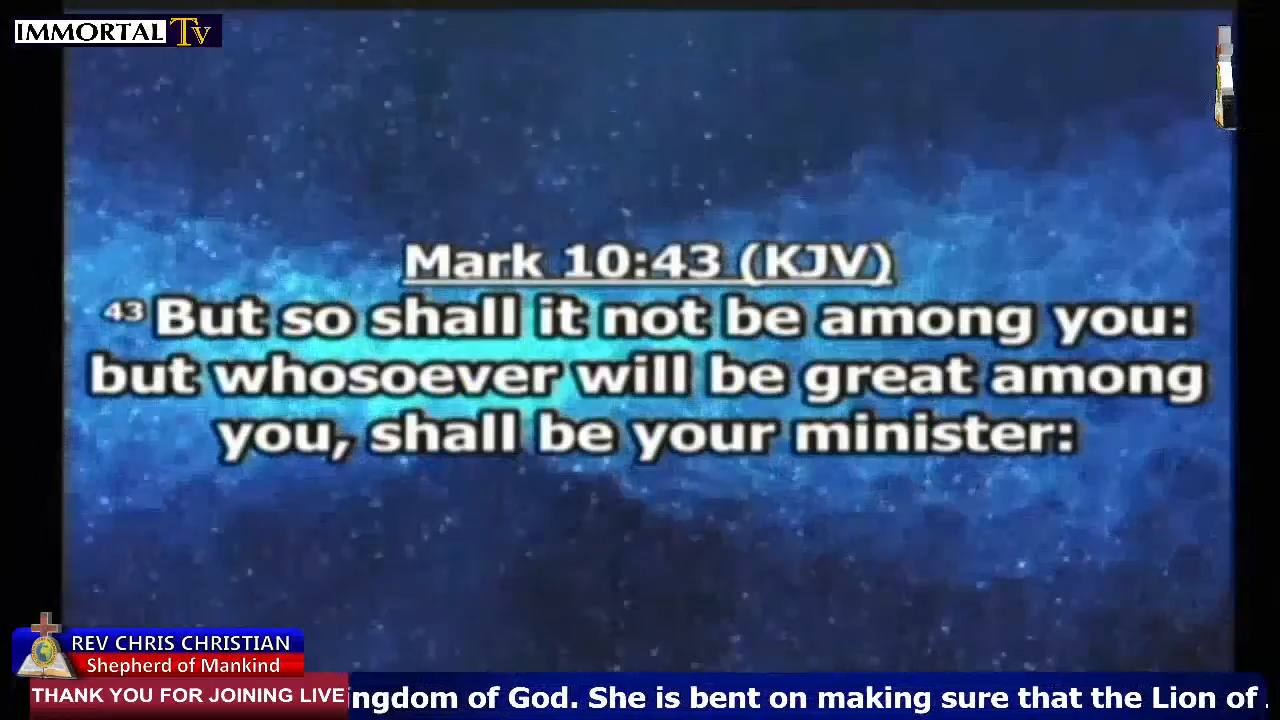 IMMORTAL Tv
Mark 10:43 (KJV)
43 But so shall it not be among you:
but whosoever will be great among
you, shall be your minister:
REV CHRIS CHRISTIAN
Shepherd of Mankind
THANK YOU FOR JOINING LIVE
ngdom of God. She is bent on making sure that the Lion of